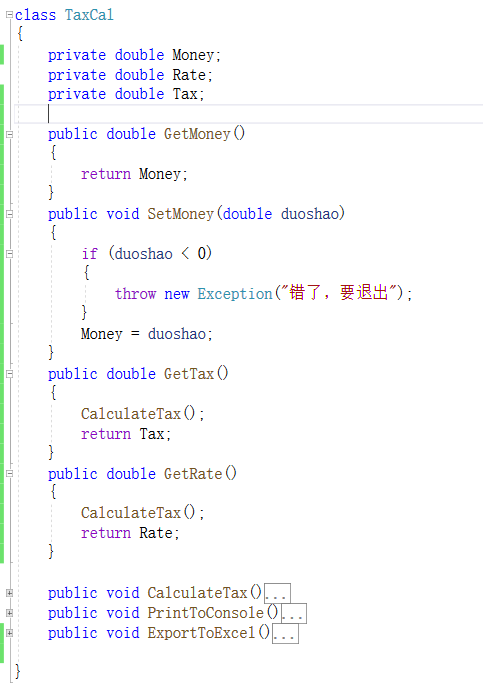 class TaxCal
{
    private double Money;
    private double Rate;
    private double Tax;
    public double GetMoney()
    {
        return Money;
    }
    public void SetMoney(double duoshao)
    {
        if (duoshao < 0)
        {
            throw new Exception("错了，要退出");
        }
        Money = duoshao;
    }
    public double GetTax()
    {
        CalculateTax();
        return Tax;
    }
    public double GetRate()
    {
        CalculateTax();
        return Rate;
    }
    public void CalculateTax()...
    public void PrintToConsole()...
    public void ExportToExcel()...
}